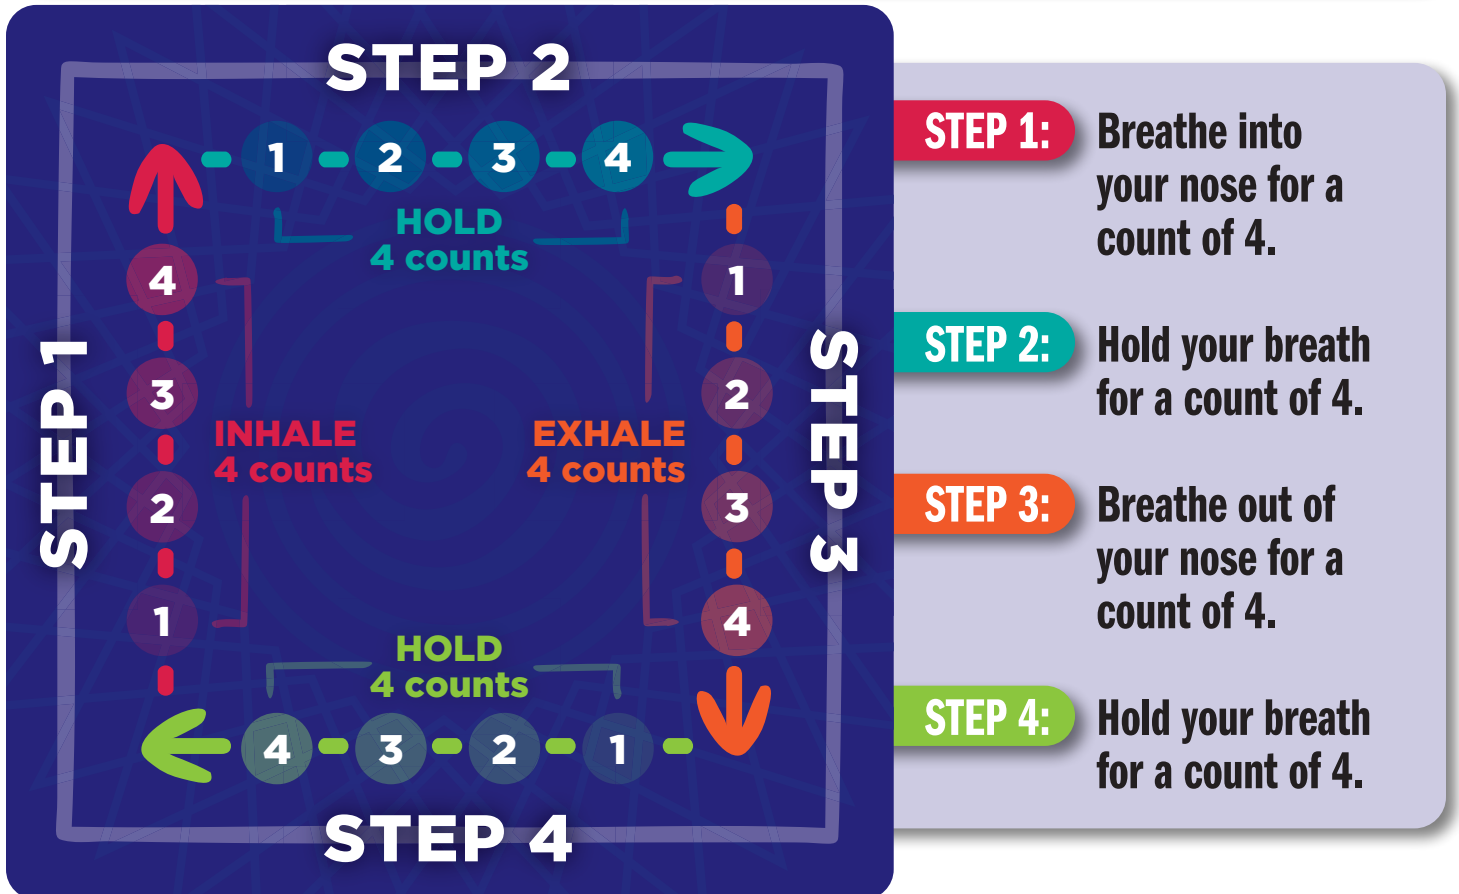 STEP 2
1 2 3 4
HOLD
4 counts
STEP 1
4
3
2
1
INHALE
4 counts
EXHALE
4 counts
1
2
3
4
STEP 3
HOLD
4 counts
4 3 2 1
STEP 4
STEP 1:
Breathe into
your nose for a
count of 4.
STEP 2:
Hold your breath
for a count of 4.
STEP 3:
Breathe out of
your nose for a
count of 4.
STEP 4:
Hold your breath
for a count of 4.